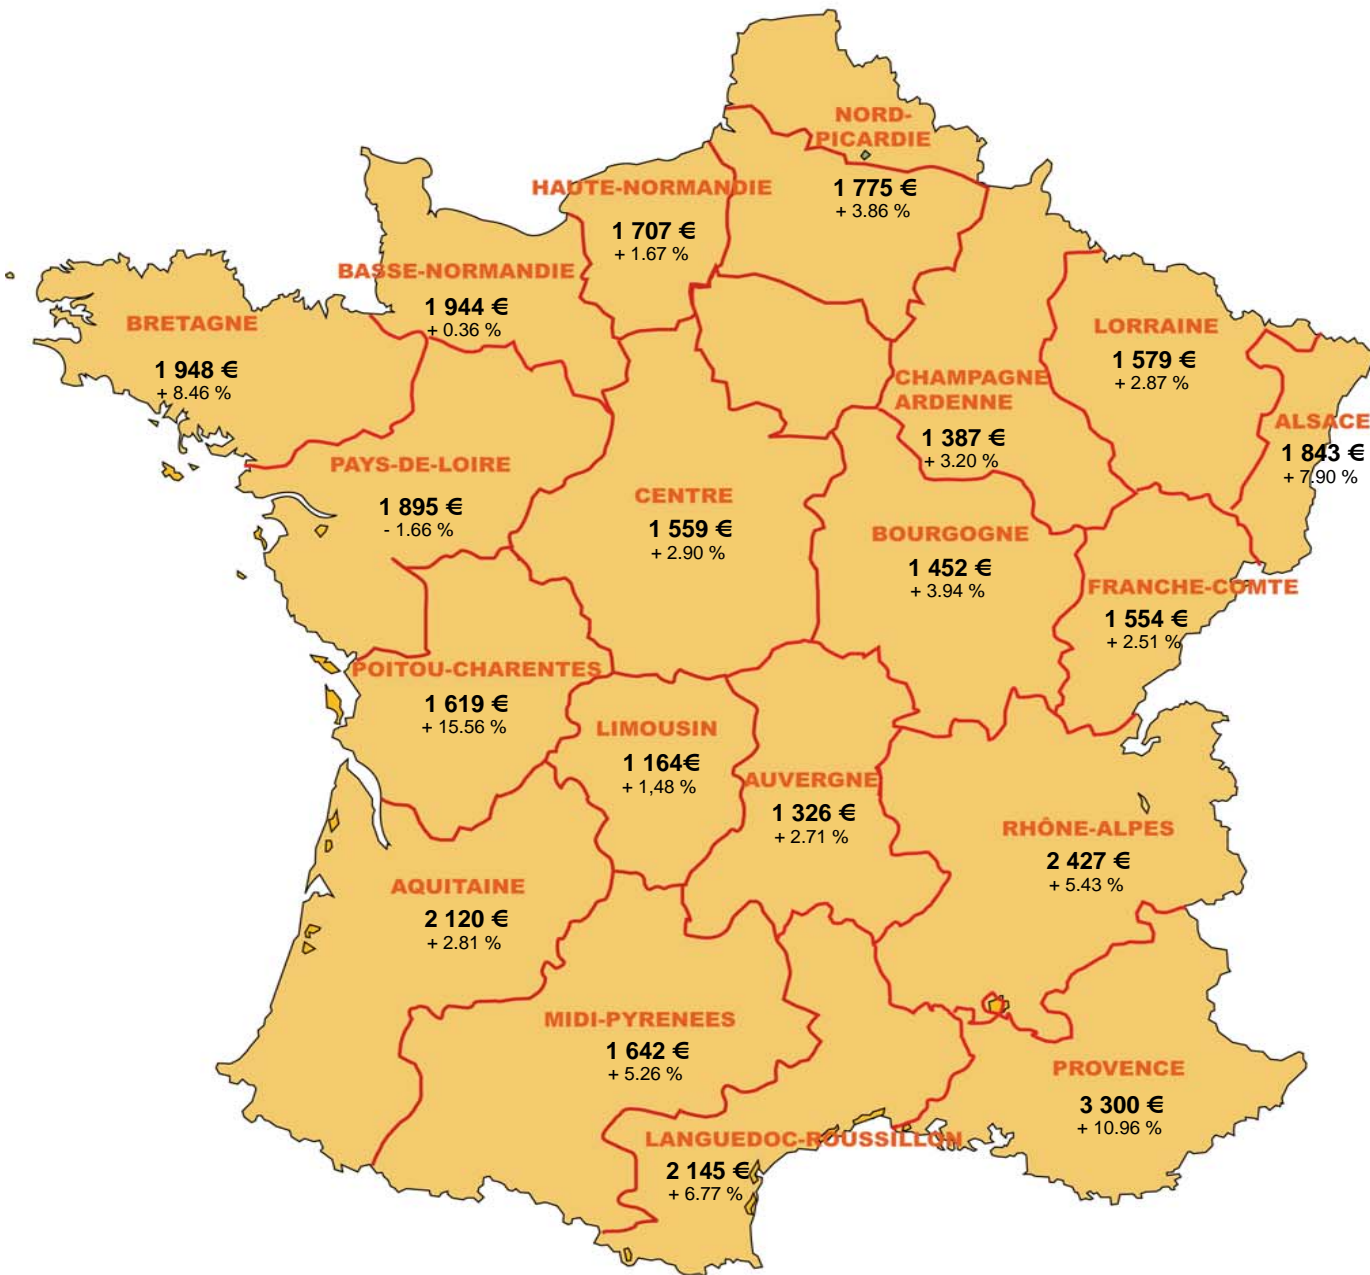 NORD-
PICARDIE
1 775 €
+ 3.86 %
HAUTE-NORMANDIE
1 707 €
+ 1.67 %
BASSE-NORMANDIE
1 944 €
+ 0.36 %
BRETAGNE
1 948 €
+ 8.46 %
LORRAINE
1 579 €
+ 2.87 %
CHAMPAGNE
ARDENNE
1 387 €
+ 3.20 %
ALSACE
1 843 €
+ 7.90 %
PAYS-DE-LOIRE
1 895 €
- 1.66 %
CENTRE
1 559 €
+ 2.90 %
BOURGOGNE
1 452 €
+ 3.94 %
FRANCHE-COMTE
1 554 €
+ 2.51 %
POITOU-CHARENTES
1 619 €
+ 15.56 %
LIMOUSIN
1 164€
+ 1,48 %
AUVERGNE
1 326 €
+ 2.71 %
RHÔNE-ALPES
2 427 €
+ 5.43 %
AQUITAINE
2 120 €
+ 2.81 %
MIDI-PYRENEES
1 642 €
+ 5.26 %
PROVENCE
3 300 €
+ 10.96 %
LANGUEDOC-ROUSSILLON
2 145 €
+ 6.77 %